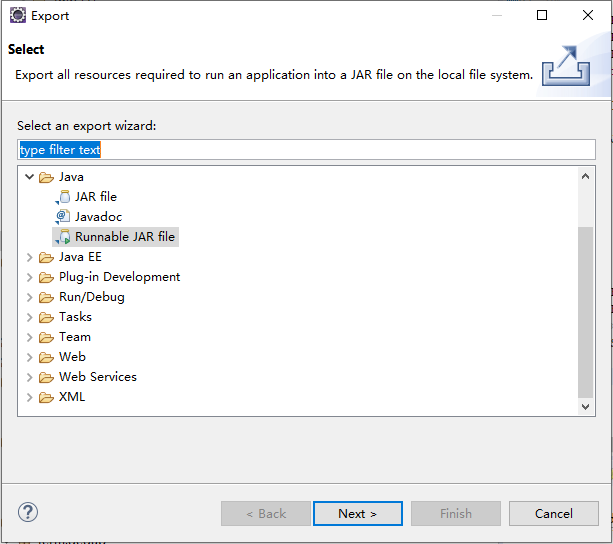 Export
Select
Export all resources required to run an application into a JAR file on the local file system.
Select an export wizard:
type filter text
Java
JAR file
Javadoc
Runnable JAR file
Java EE
Plug-in Development
Run/Debug
Tasks
Team
Web
Web Services
XML
< Back
Next >
Finish
Cancel